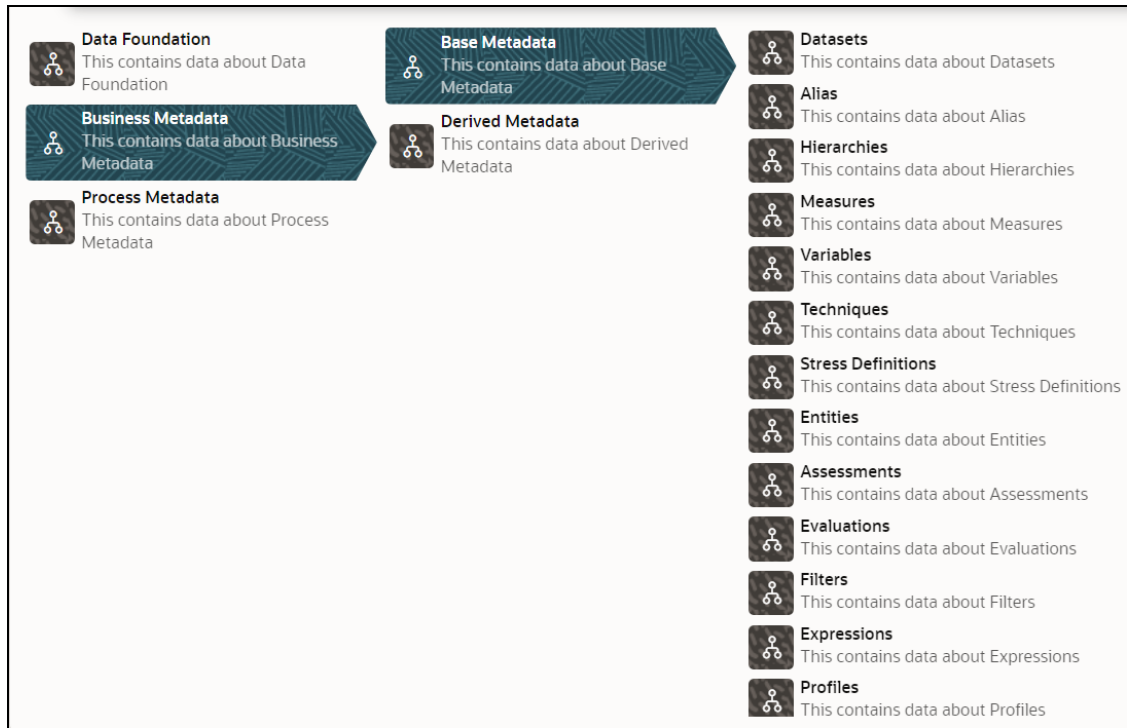 Data Foundation
This contains data about Data
Foundation
Business Metadata
This contains data about Business
Metadata
Process Metadata
This contains data about Process
Metadata
Base Metadata
This contains data about Base
Metadata
Derived Metadata
This contains data about Derived
Metadata
Datasets
This contains data about Datasets
Alias
This contains data about Alias
Hierarchies
This contains data about Hierarchies
Measures
This contains data about Measures
Variables
This contains data about Variables
Techniques
This contains data about Techniques
Stress Definitions
This contains data about Stress Definitions
Entities
This contains data about Entities
Assessments
This contains data about Assessments
Evaluations
This contains data about Evaluations
Filters
This contains data about Filters
Expressions
This contains data about Expressions
Profiles
This contains data about Profiles